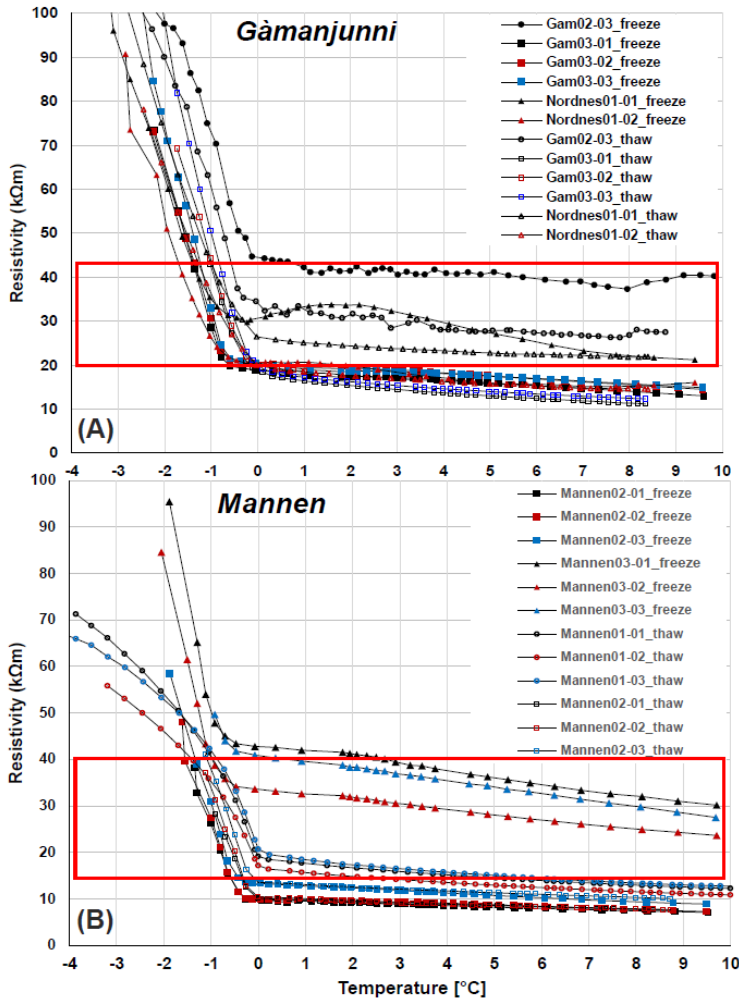 Gàmanjunni
100
90
80
70
60
50
40
30
20
10
0
Resistivity (kΩm)
Gam02-03_freeze
Gam03-01_freeze
Gam03-02_freeze
Gam03-03_freeze
Nordnes01-01_freeze
Nordnes01-02_freeze
Gam02-03_thaw
Gam03-01_thaw
Gam03-02_thaw
Gam03-03_thaw
Nordnes01-01_thaw
Nordnes01-02_thaw
(A)
-4 -3 -2 -1 0 1 2 3 4 5 6 7 8 9 10
Mannen
100
90
80
70
60
50
40
30
20
10
0
Resistivity (kΩm)
Mannen02-01_freeze
Mannen02-02_freeze
Mannen02-03_freeze
Mannen03-01_freeze
Mannen03-02_freeze
Mannen03-03_freeze
Mannen01-01_thaw
Mannen01-02_thaw
Mannen01-03_thaw
Mannen02-01_thaw
Mannen02-02_thaw
Mannen02-03_thaw
(B)
-4 -3 -2 -1 0 1 2 3 4 5 6 7 8 9 10
Temperature [°C]